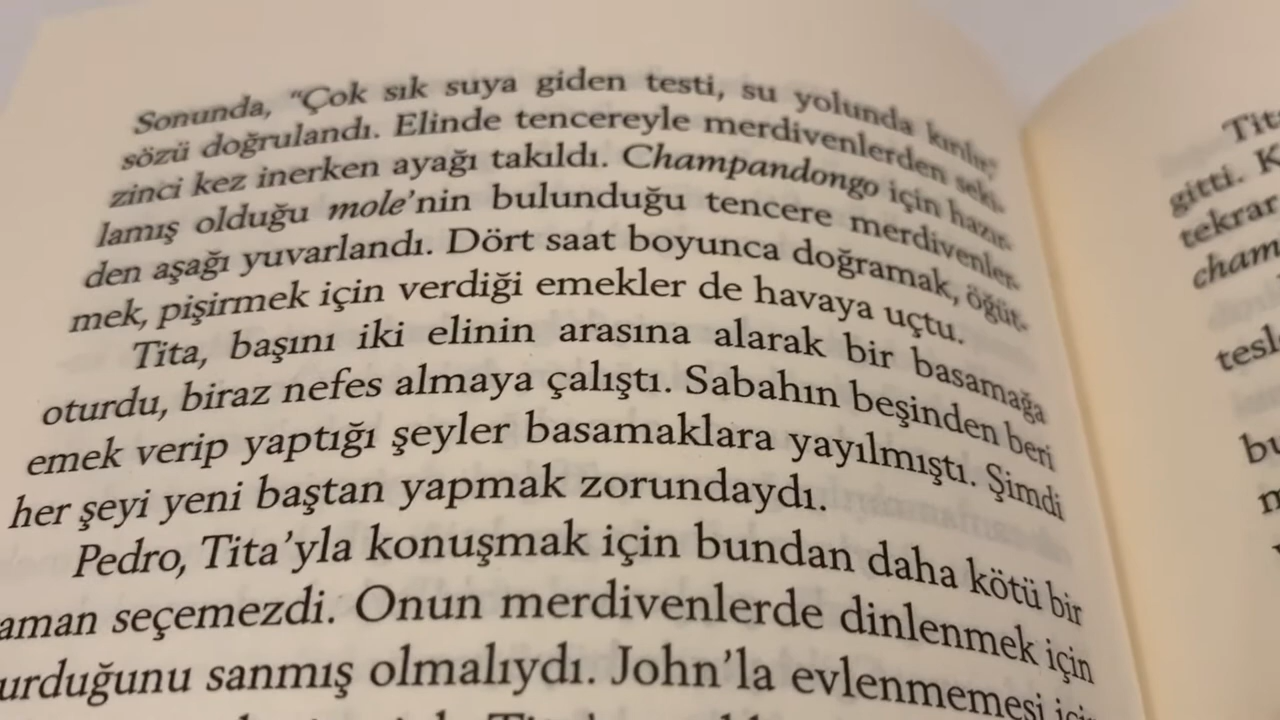 Sonunda, "Çok sık suya giden testi, su yolunda kırılır,"
sözü doğrulandı. Elinde tencereyle merdivenlerden seki-
zinci kez inerken ayağı takıldı. Champandongo için hazır-
lamış olduğu mole'nin bulunduğu tencere merdivenler-
den aşağı yuvarlandı. Dört saat boyunca doğramak, öğüt-
mek, pişirmek için verdiği emekler de havaya uçtu.
Tita, başını iki elinin arasına alarak bir basamağa
oturdu, biraz nefes almaya çalıştı. Sabahın beşinden beri
emek verip yaptığı şeyler basamaklara yayılmıştı. Şimdi
her şeyi yeni baştan yapmak zorundaydı.
Pedro, Tita'yla konuşmak için bundan daha kötü bir
aman seçemezdi. Onun merdivenlerde dinlenmek için
urduğunu sanmış olmalıydı. John'la evlenmemesi için
gitti. K
tekrar
cham
tesl
bu